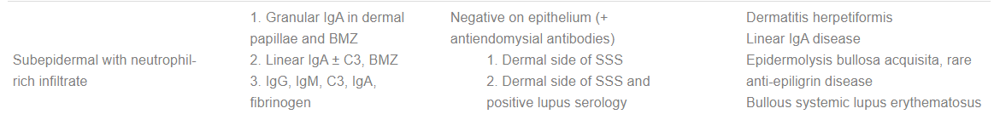 Subepidermal with neutrophil-
rich infiltrate
1. Granular IgA in dermal
papillae and BMZ
2. Linear IgA ± C3, BMZ
3. IgG, IgM, C3, IgA,
fibrinogen
Negative on epithelium (+
antiendomysial antibodies)
1. Dermal side of SSS
2. Dermal side of SSS and
positive lupus serology
Dermatitis herpetiformis
Linear IgA disease
Epidermolysis bullosa acquisita, rare
anti-epiligrin disease
Bullous systemic lupus erythematosus